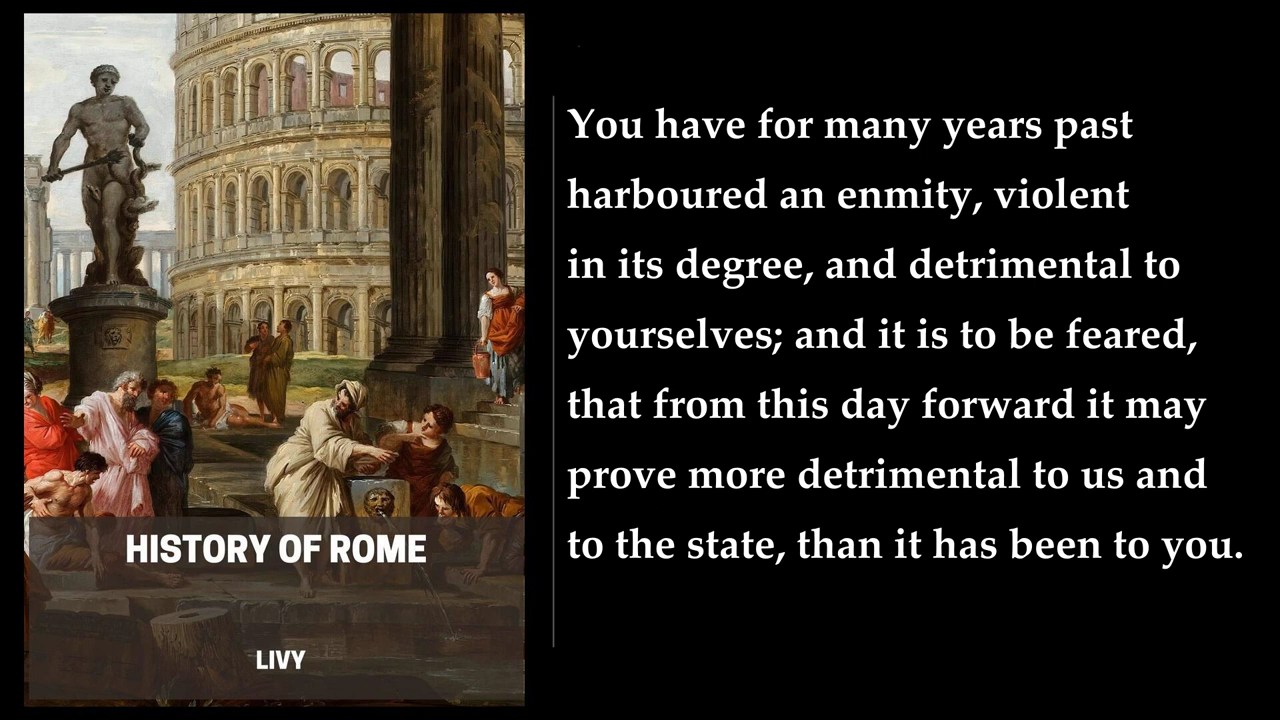 HISTORY OF ROME
LIVY
You have for many years past
harboured an enmity, violent
in its degree, and detrimental to
yourselves; and it is to be feared,
that from this day forward it may
prove more detrimental to us and
to the state, than it has been to you.